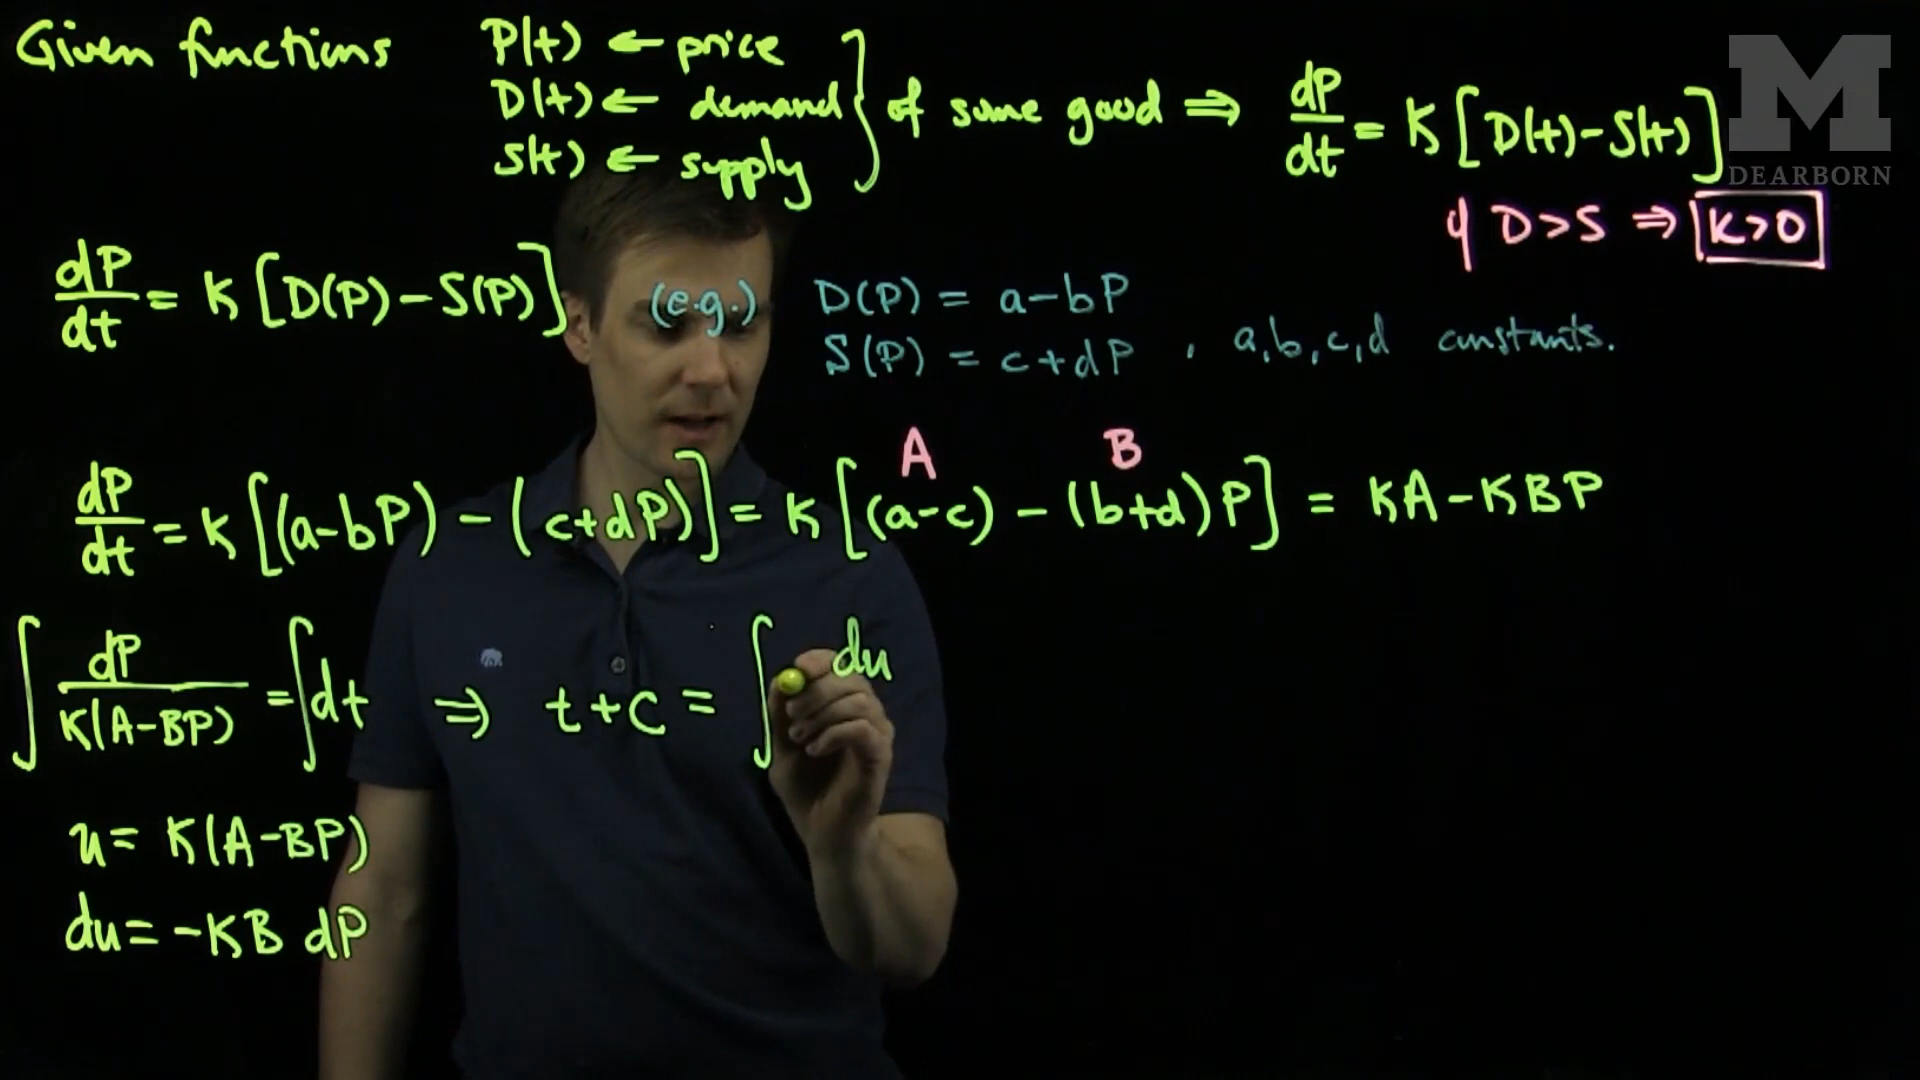 Given functions P(t) ← price
D(t) ← demand } of some good ⇒ dP/dt = K[D(t)-S(t)]
S(t) ← supply
M
DEARBORN
if D>S ⇒ K>0
dP/dt = K[D(P)-S(P)] (e.g.) D(P) = a-bP
S(P) = c+dP , a,b,c,d constants.
A B
dP/dt = K[(a-bP) - (c+dP)] = K[(a-c) - (b+d)P] = KA-KBP
∫ dP/K(A-BP) = ∫dt ⇒ t+c = ∫ du
u = K(A-BP)
du = -KB dP